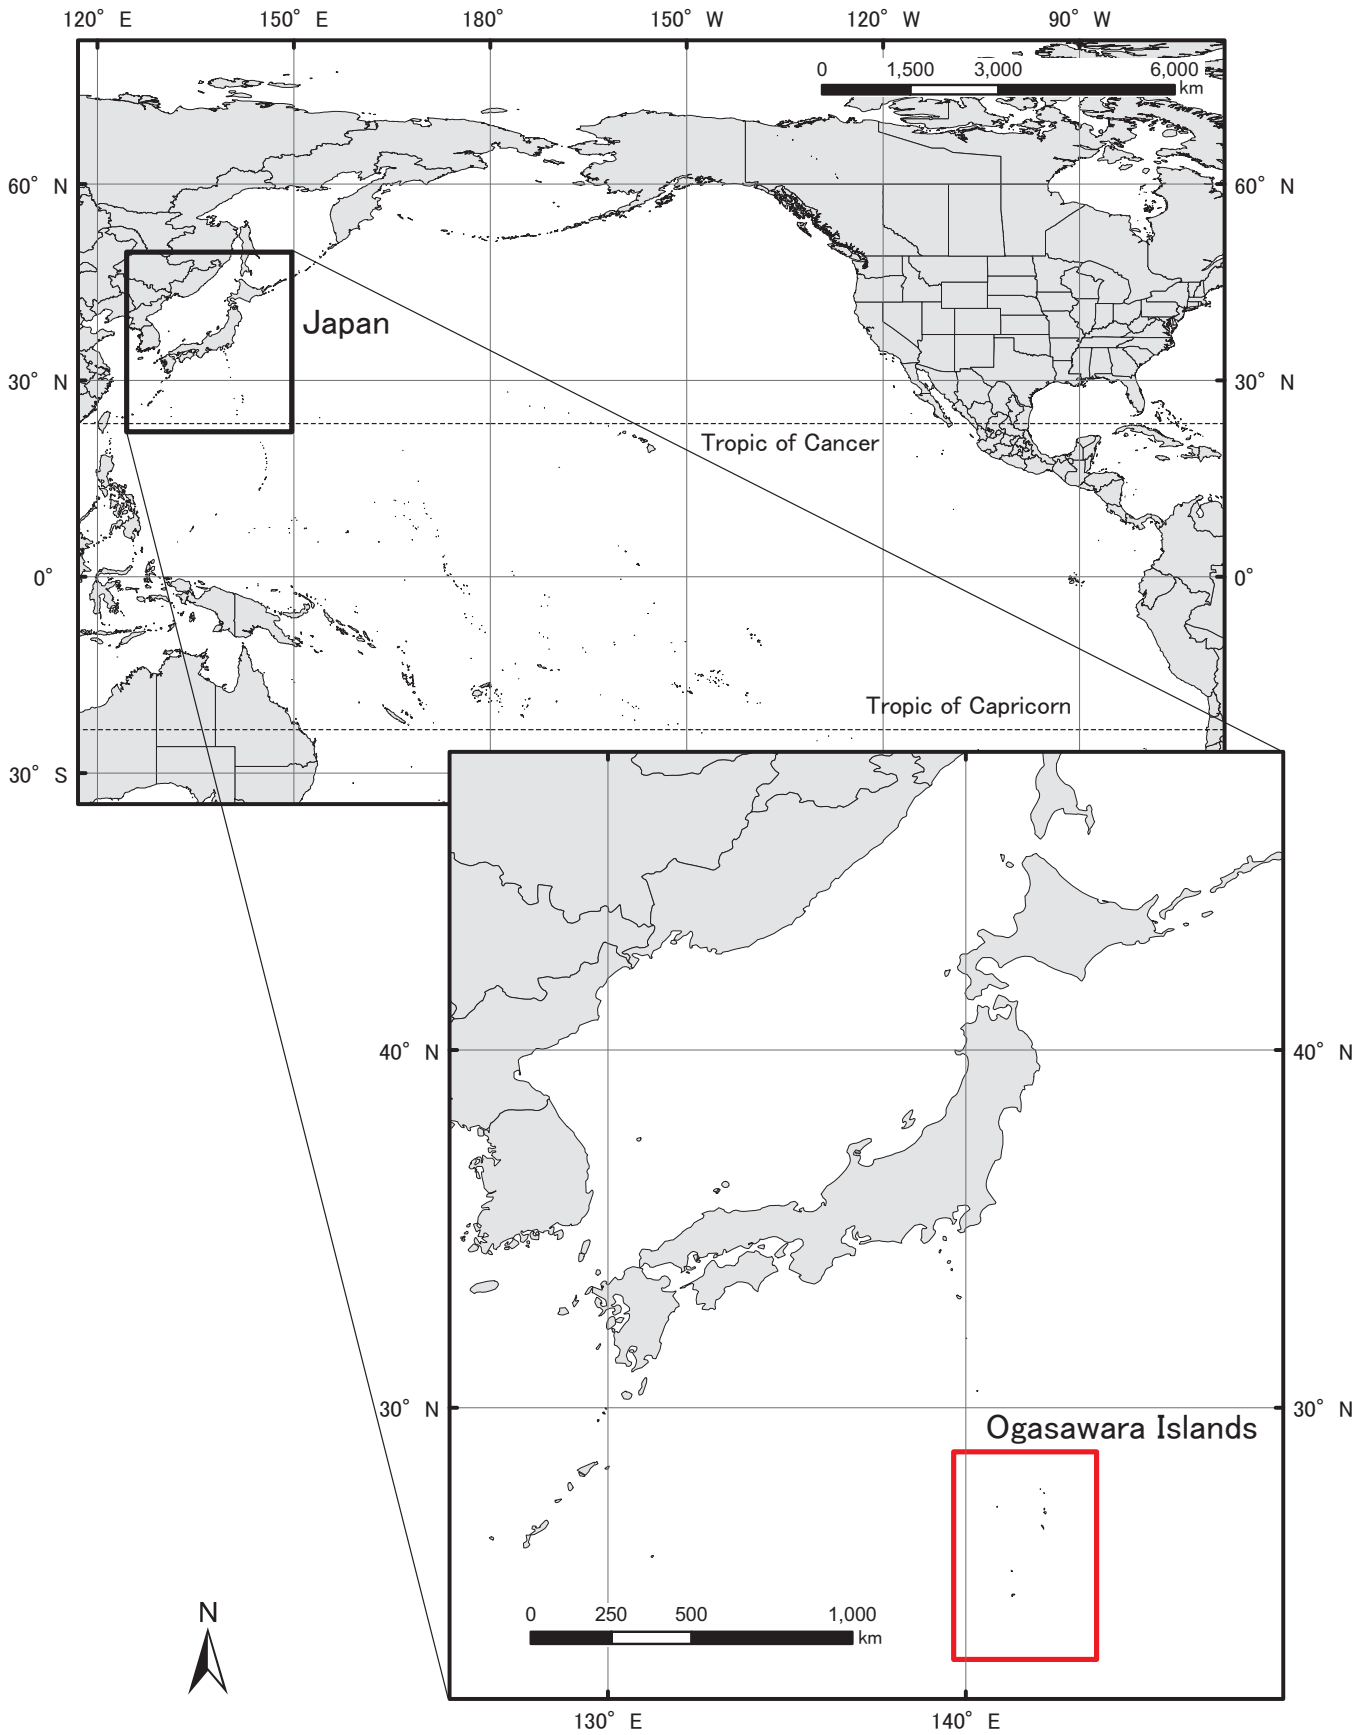 120° E 150° E 180° 150° W 120° W 90° W
0 1,500 3,000 6,000
km
60° N 60° N
Japan
30° N 30° N
Tropic of Cancer
0° 0°
Tropic of Capricorn
30° S
40° N 40° N
30° N 30° N
Ogasawara Islands
N
0 250 500 1,000
km
130° E 140° E